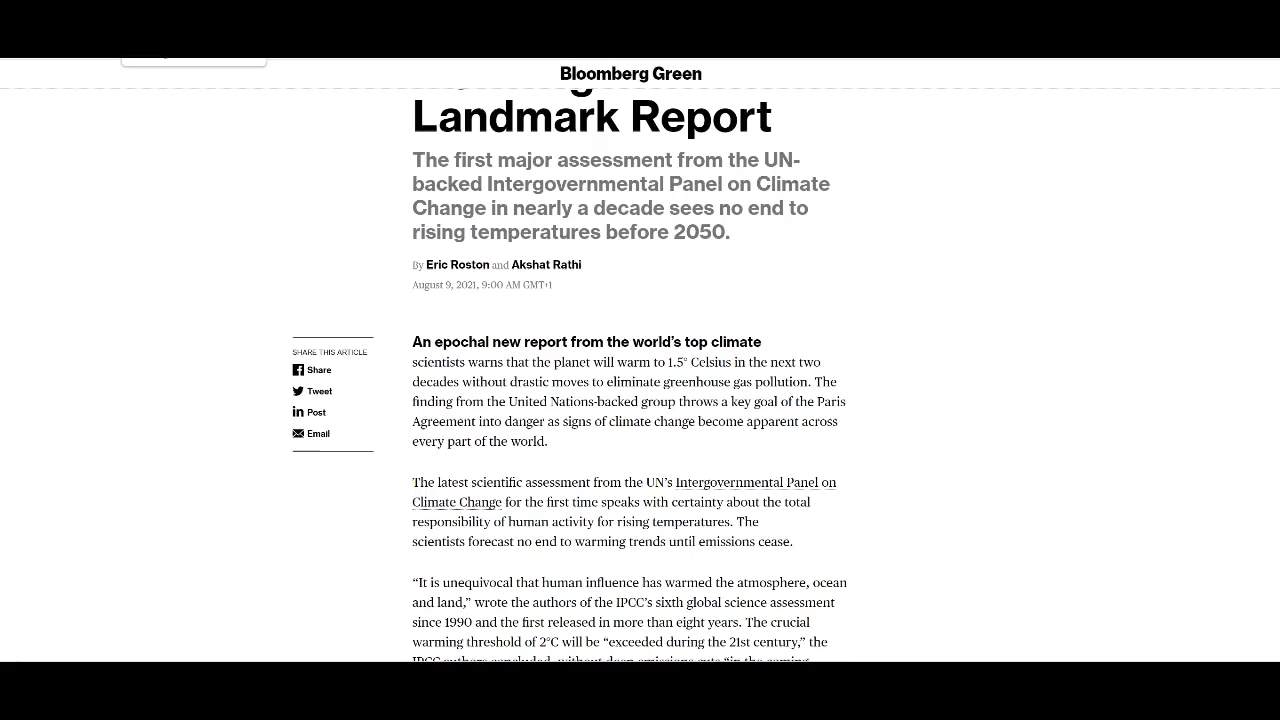 Bloomberg Green
Landmark Report
The first major assessment from the UN-
backed Intergovernmental Panel on Climate
Change in nearly a decade sees no end to
rising temperatures before 2050.
By Eric Roston and Akshat Rathi
August 9, 2021, 9:00 AM GMT+1
SHARE THIS ARTICLE
Share
Tweet
Post
Email
An epochal new report from the world’s top climate
scientists warns that the planet will warm to 1.5° Celsius in the next two
decades without drastic moves to eliminate greenhouse gas pollution. The
finding from the United Nations-backed group throws a key goal of the Paris
Agreement into danger as signs of climate change become apparent across
every part of the world.
The latest scientific assessment from the UN’s Intergovernmental Panel on
Climate Change for the first time speaks with certainty about the total
responsibility of human activity for rising temperatures. The
scientists forecast no end to warming trends until emissions cease.
“It is unequivocal that human influence has warmed the atmosphere, ocean
and land,” wrote the authors of the IPCC’s sixth global science assessment
since 1990 and the first released in more than eight years. The crucial
warming threshold of 2°C will be “exceeded during the 21st century,” the
IPCC authors concluded, without deep emissions cuts “in the coming